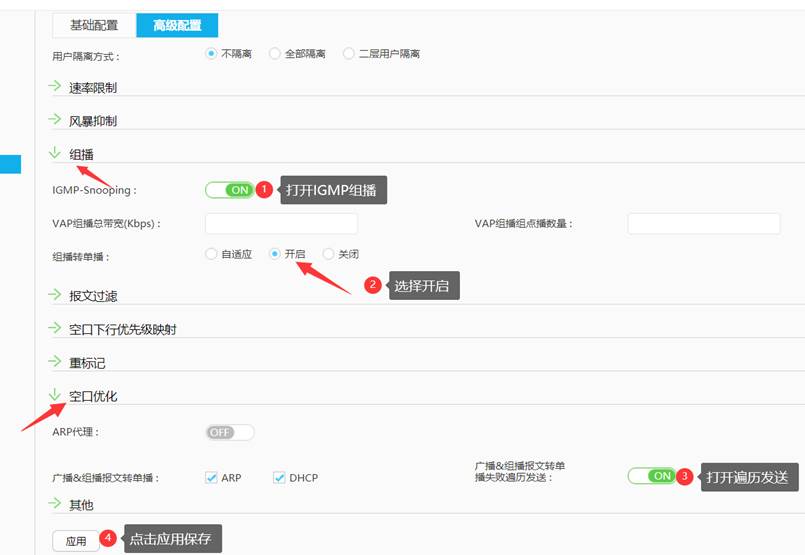 基础配置 高级配置
用户隔离方式： 不隔离 全部隔离 二层用户隔离
速率限制
风暴抑制
组播
IGMP-Snooping： ON 1 打开IGMP组播
VAP组播总带宽(Kbps)： VAP组播组点播数量：
组播转单播： 自适应 开启 关闭
2 选择开启
报文过滤
空口下行优先级映射
重标记
空口优化
ARP代理： OFF
广播&组播报文转单播： ARP DHCP
广播&组播报文转单
播失败遍历发送： ON 3 打开遍历发送
其他
应用 4 点击应用保存